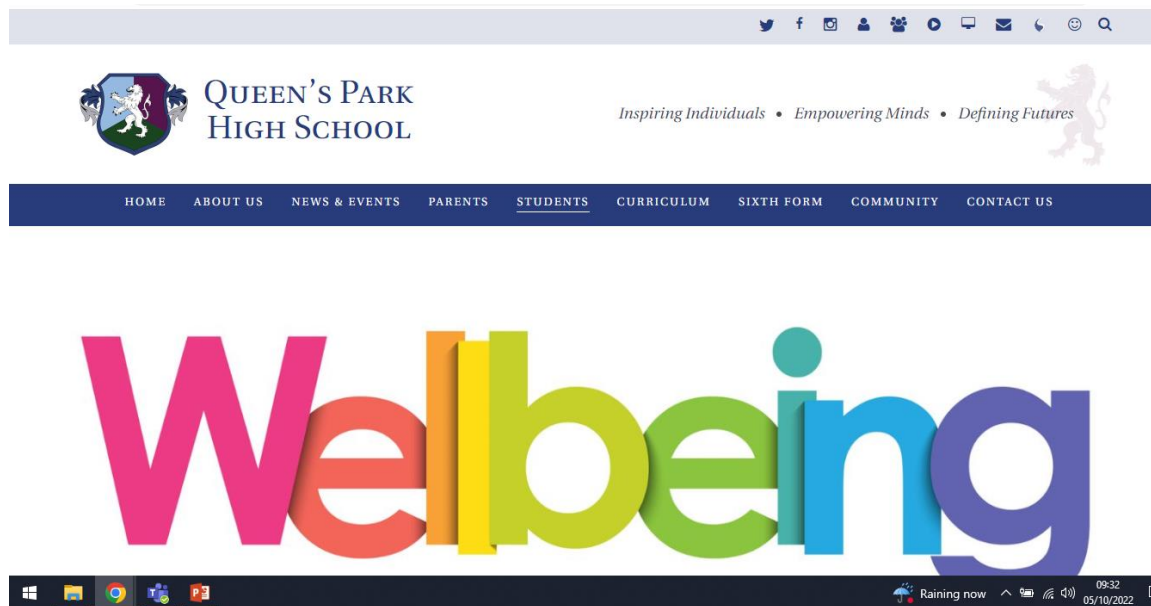 QUEEN'S PARK
HIGH SCHOOL
Inspiring Individuals • Empowering Minds • Defining Futures
HOME ABOUT US NEWS & EVENTS PARENTS STUDENTS CURRICULUM SIXTH FORM COMMUNITY CONTACT US
Wellbeing
Raining now 09:32
05/10/2022